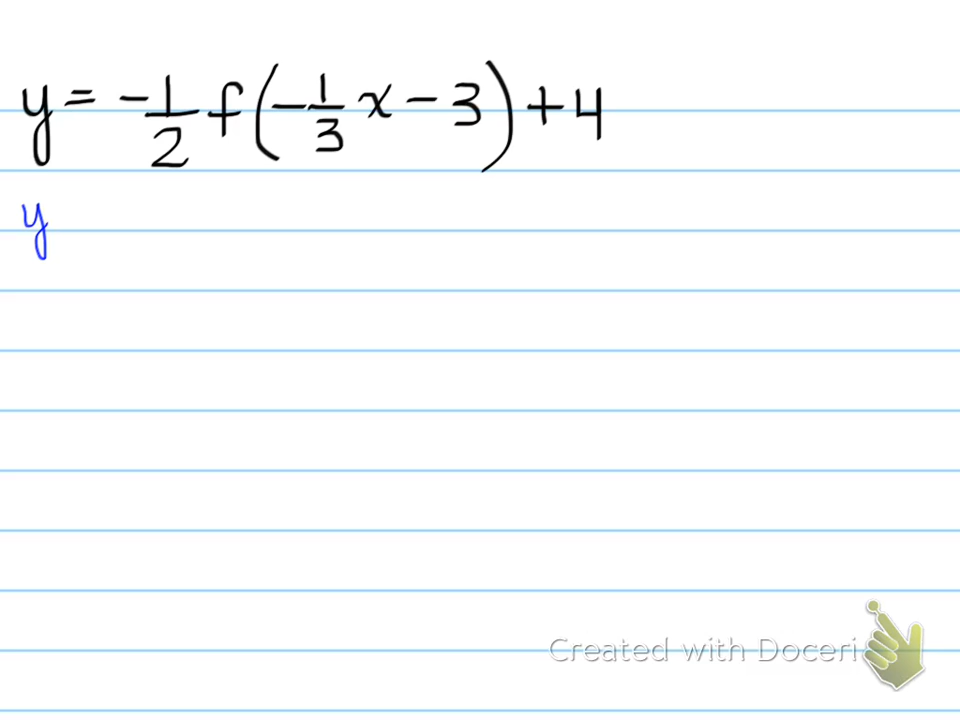 y = -1/2 f(-1/3 x - 3) + 4
y
Created with Doceri